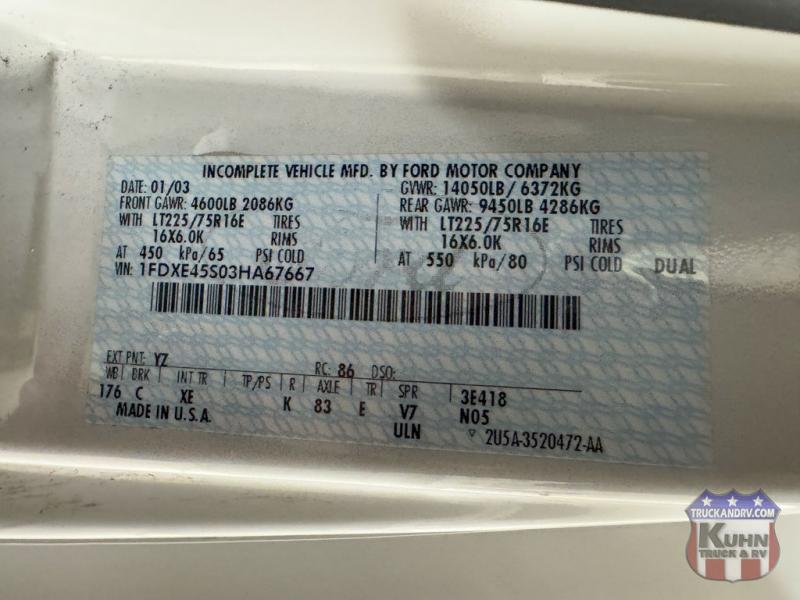 INCOMPLETE VEHICLE MFD. BY FORD MOTOR COMPANY
DATE: 01/03 GVWR: 14050LB/ 6372KG
FRONT GAWR: 4600LB 2086KG REAR GAWR: 9450LB 4286KG
WITH LT225/75R16E TIRES WITH LT225/75R16E TIRES
16X6.0K RIMS 16X6.0K RIMS
AT 450 kPa/65 PSI COLD AT 550 kPa/80 PSI COLD DUAL
VIN: 1FDXE45S03HA67667
EXT PNT: YZ RC: 86 DSO:
WB BRK INT TR TP/PS R AXLE TR SPR 3E418
176 C XE K 83 E V7 N05
MADE IN U.S.A. ULN 2U5A-3520472-AA
TRUCKANDRV.COM
KUHN
TRUCK & RV